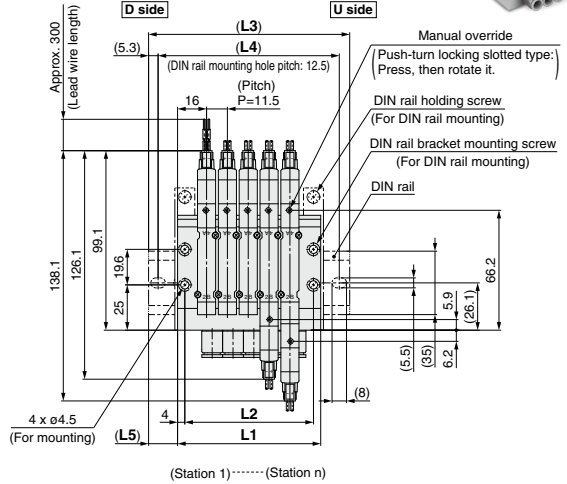 D side
U side
(L3)
(5.3)
(L4)
(DIN rail mounting hole pitch: 12.5)
Approx. 300
(Lead wire length)
(Pitch)
16
P=11.5
Manual override
(Push-turn locking slotted type:
Press, then rotate it.)
DIN rail holding screw
(For DIN rail mounting)
DIN rail bracket mounting screw
(For DIN rail mounting)
DIN rail
138.1
126.1
99.1
19.6
25
66.2
5.9
(26.1)
6.2
(35)
(5.5)
(8)
4 x ø4.5
(For mounting)
4
L2
(L5)
L1
(Station 1)
(Station n)